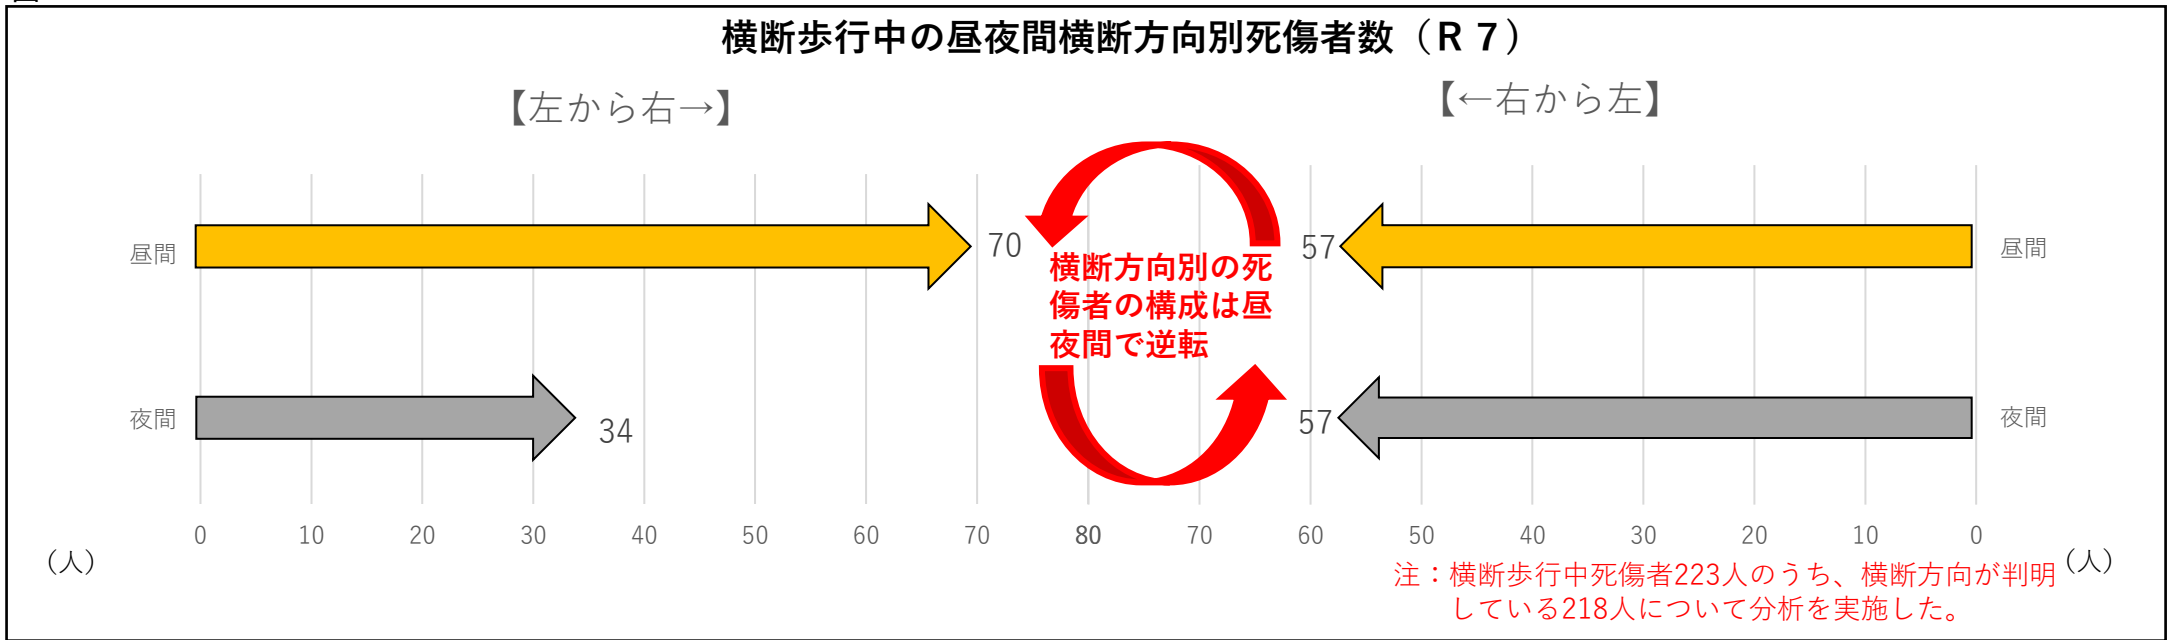 横断歩行中の昼夜間横断方向別死傷者数（R７）
【左から右→】
【←右から左】
昼間
70
57
昼間
横断方向別の死
傷者の構成は昼
夜間で逆転
夜間
34
57
夜間
0 10 20 30 40 50 60 70 80 70 60 50 40 30 20 10 0
（人）
（人）
注：横断歩行中死傷者223人のうち、横断方向が判明
している218人について分析を実施した。